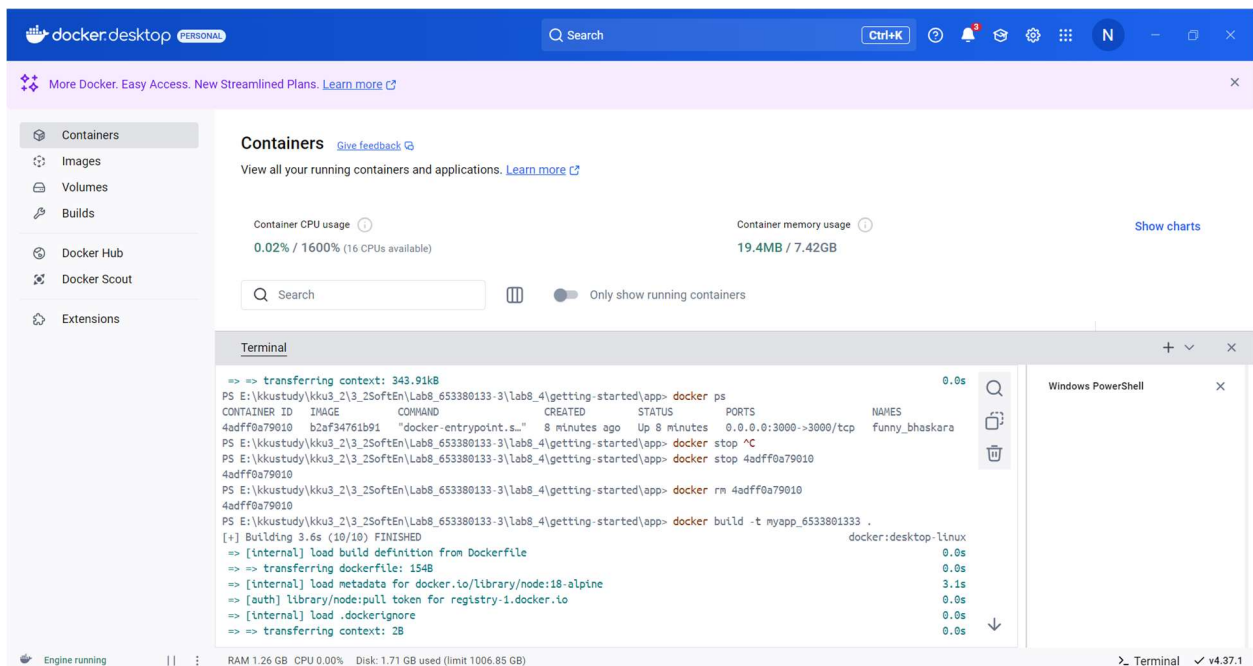 docker.desktop PERSONAL
Search
Ctrl+K
3
N
More Docker. Easy Access. New Streamlined Plans. Learn more
Containers
Images
Volumes
Builds
Docker Hub
Docker Scout
Extensions
Containers Give feedback
View all your running containers and applications. Learn more
Container CPU usage
0.02% / 1600% (16 CPUs available)
Container memory usage
19.4MB / 7.42GB
Show charts
Search
Only show running containers
Terminal
=> => transferring context: 343.91kB 0.0s
PS E:\kkustudy\kku3_2\3_2SoftEn\Lab8_653380133-3\lab8_4\getting-started\app> docker ps
CONTAINER ID IMAGE COMMAND CREATED STATUS PORTS NAMES
4adff0a79010 b2af34761b91 "docker-entrypoint.s…" 8 minutes ago Up 8 minutes 0.0.0.0:3000->3000/tcp funny_bhaskara
PS E:\kkustudy\kku3_2\3_2SoftEn\Lab8_653380133-3\lab8_4\getting-started\app> docker stop ^C
PS E:\kkustudy\kku3_2\3_2SoftEn\Lab8_653380133-3\lab8_4\getting-started\app> docker stop 4adff0a79010
4adff0a79010
PS E:\kkustudy\kku3_2\3_2SoftEn\Lab8_653380133-3\lab8_4\getting-started\app> docker rm 4adff0a79010
4adff0a79010
PS E:\kkustudy\kku3_2\3_2SoftEn\Lab8_653380133-3\lab8_4\getting-started\app> docker build -t myapp_6533801333 .
[+] Building 3.6s (10/10) FINISHED docker:desktop-linux
=> [internal] load build definition from Dockerfile 0.0s
=> => transferring dockerfile: 154B 0.0s
=> [internal] load metadata for docker.io/library/node:18-alpine 3.1s
=> [auth] library/node:pull token for registry-1.docker.io 0.0s
=> [internal] load .dockerignore 0.0s
=> => transferring context: 2B 0.0s
Windows PowerShell
Engine running
RAM 1.26 GB CPU 0.00% Disk: 1.71 GB used (limit 1006.85 GB)
Terminal
v4.37.1